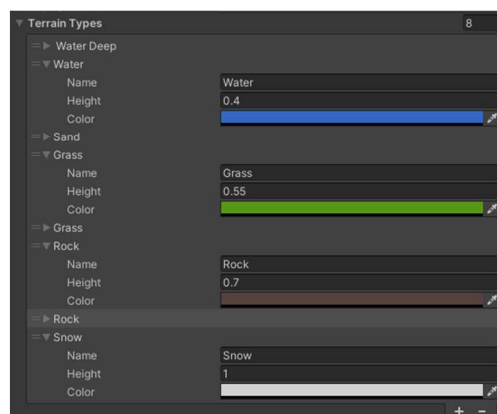 Terrain Types 8
Water Deep
Water
Name Water
Height 0.4
Color
Sand
Grass
Name Grass
Height 0.55
Color
Grass
Rock
Name Rock
Height 0.7
Color
Rock
Snow
Name Snow
Height 1
Color
+ -